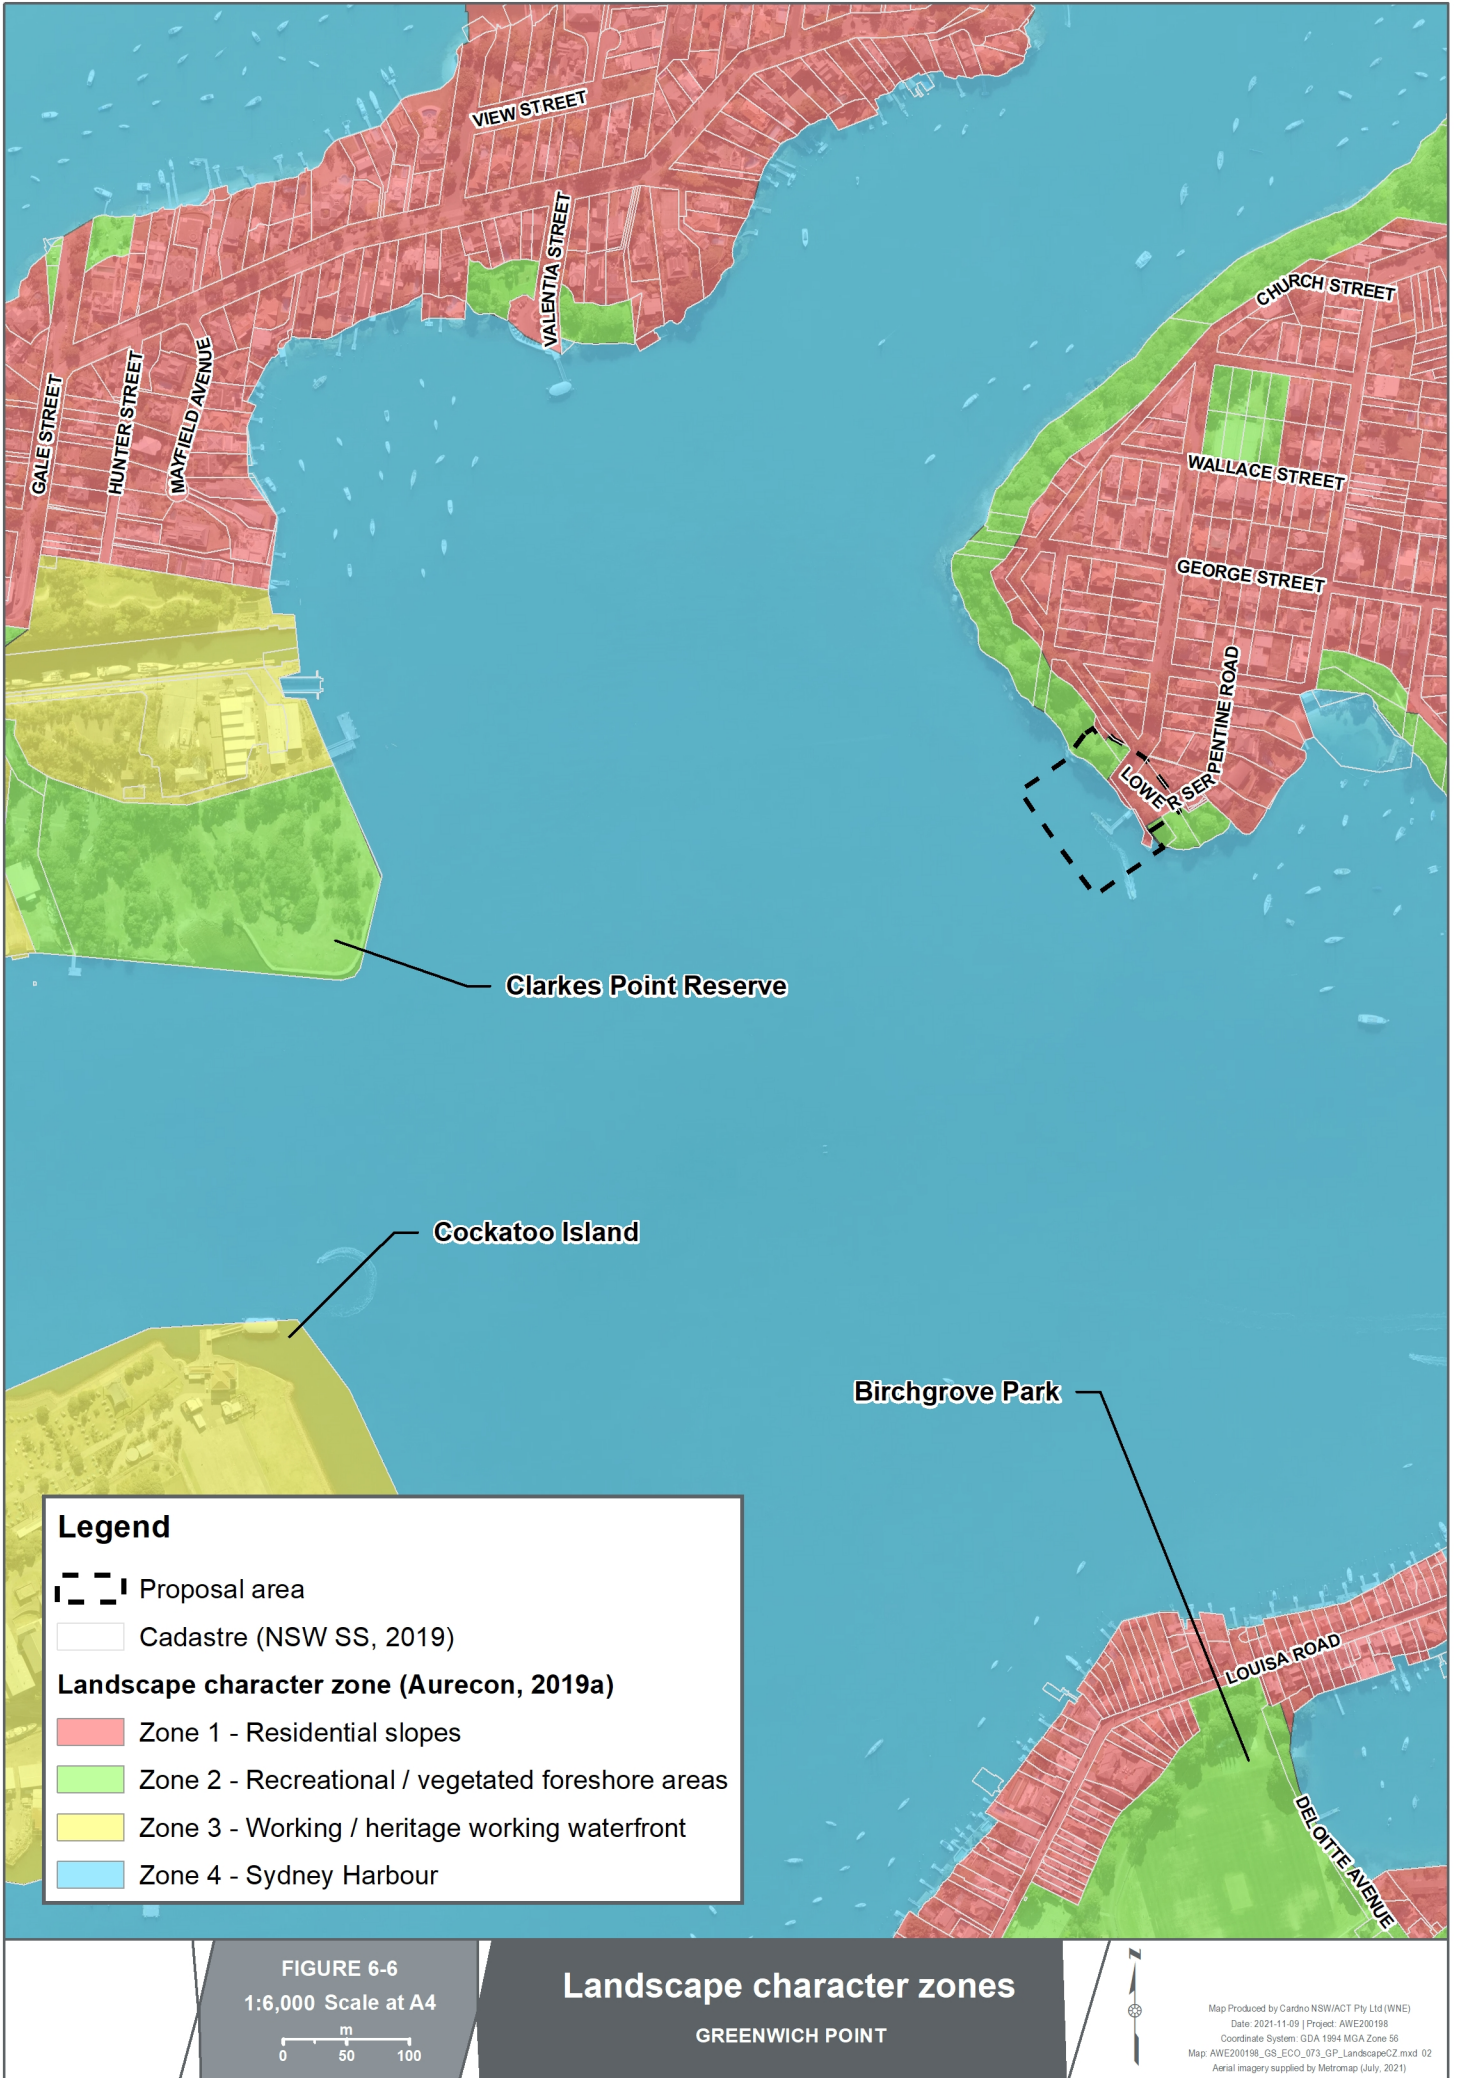 VIEW STREET
VALENTIA STREET
CHURCH STREET
GALE STREET
HUNTER STREET
MAYFIELD AVENUE
WALLACE STREET
GEORGE STREET
LOWER SERPENTINE ROAD
Clarkes Point Reserve
Cockatoo Island
Birchgrove Park
LOUISA ROAD
DELOITTE AVENUE
Legend
Proposal area
Cadastre (NSW SS, 2019)
Landscape character zone (Aurecon, 2019a)
Zone 1 - Residential slopes
Zone 2 - Recreational / vegetated foreshore areas
Zone 3 - Working / heritage working waterfront
Zone 4 - Sydney Harbour
FIGURE 6-6
1:6,000 Scale at A4
m
0 50 100
Landscape character zones
GREENWICH POINT
N
Map Produced by Cardno NSW/ACT Pty Ltd (WNE)
Date: 2021-11-09 | Project: AWE200198
Coordinate System: GDA 1994 MGA Zone 56
Map: AWE200198_GS_ECO_073_GP_LandscapeCZ.mxd 02
Aerial imagery supplied by Metromap (July, 2021)